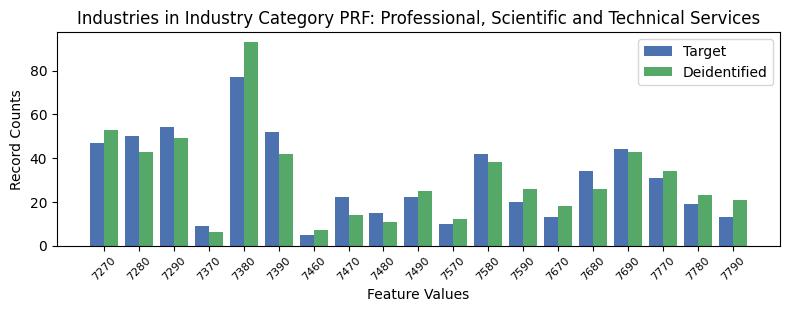 Industries in Industry Category PRF: Professional, Scientific and Technical Services
Target
Deidentified
Record Counts
80
60
40
20
0
7270 7280 7290 7370 7380 7390 7460 7470 7480 7490 7570 7580 7590 7670 7680 7690 7770 7780 7790
Feature Values